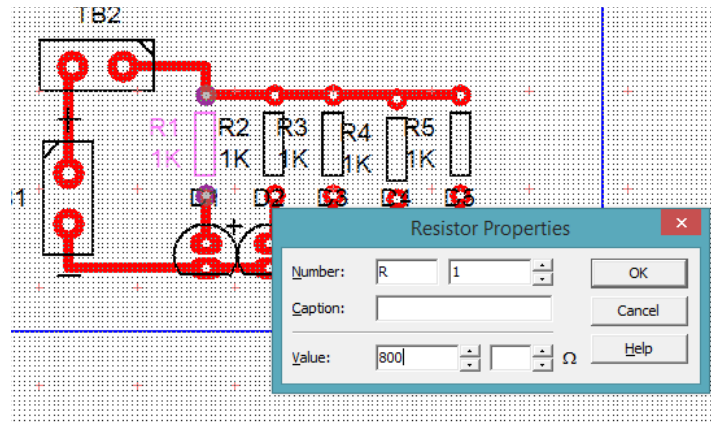 TB2
R1 R2 R3 R4 R5
1K 1K 1K 1K 1K
1 D1 D2 D3 D4 D5
Resistor Properties
Number: R 1 OK
Caption: Cancel
Value: 800 Ω Help